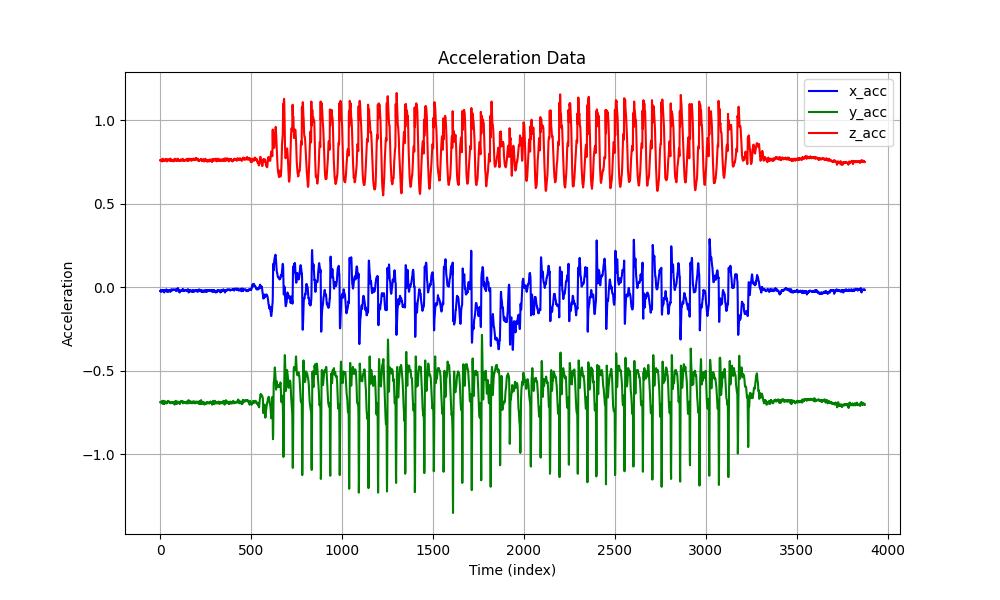 Acceleration Data
x_acc
y_acc
z_acc
1.0
0.5
0.0
−0.5
−1.0
Acceleration
0 500 1000 1500 2000 2500 3000 3500 4000
Time (index)